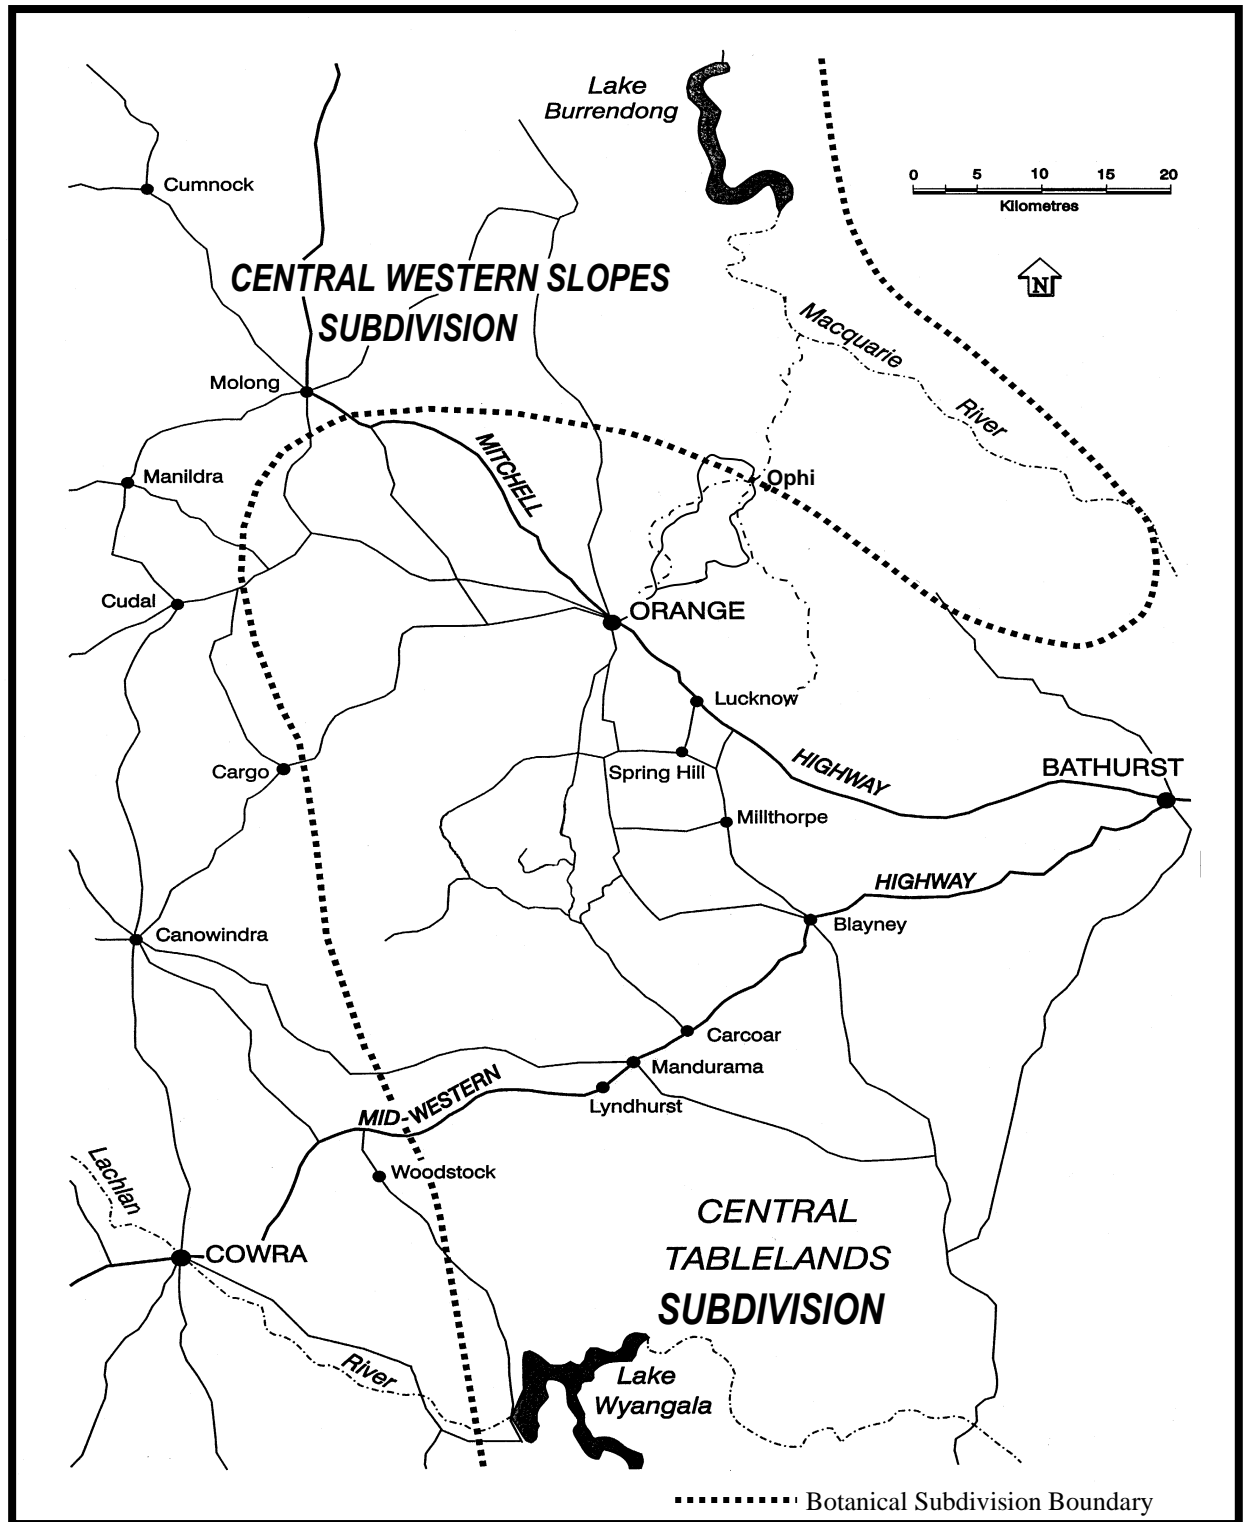 Lake
Burrendong
0 5 10 15 20
Kilometres
N
Cumnock
CENTRAL WESTERN SLOPES
SUBDIVISION
Macquarie
River
Molong
MITCHELL
Manildra
Ophi
Cudal
ORANGE
Lucknow
Cargo
Spring Hill
HIGHWAY
BATHURST
Millthorpe
HIGHWAY
Canowindra
Blayney
Carcoar
Mandurama
MID-WESTERN
Lyndhurst
Lachlan
Woodstock
COWRA
CENTRAL
TABLELANDS
SUBDIVISION
River
Lake
Wyangala
Botanical Subdivision Boundary